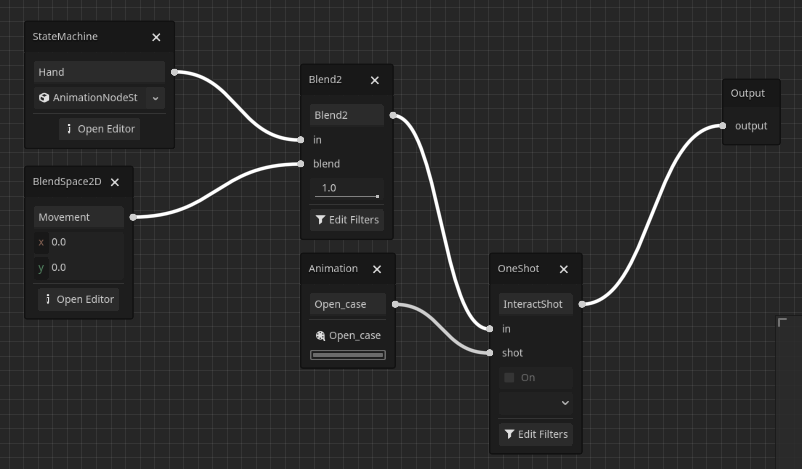 StateMachine
Hand
AnimationNodeSt
Open Editor
BlendSpace2D
Movement
x 0.0
y 0.0
Open Editor
Blend2
Blend2
in
blend
1.0
Edit Filters
Animation
Open_case
Open_case
OneShot
InteractShot
in
shot
On
Edit Filters
Output
output